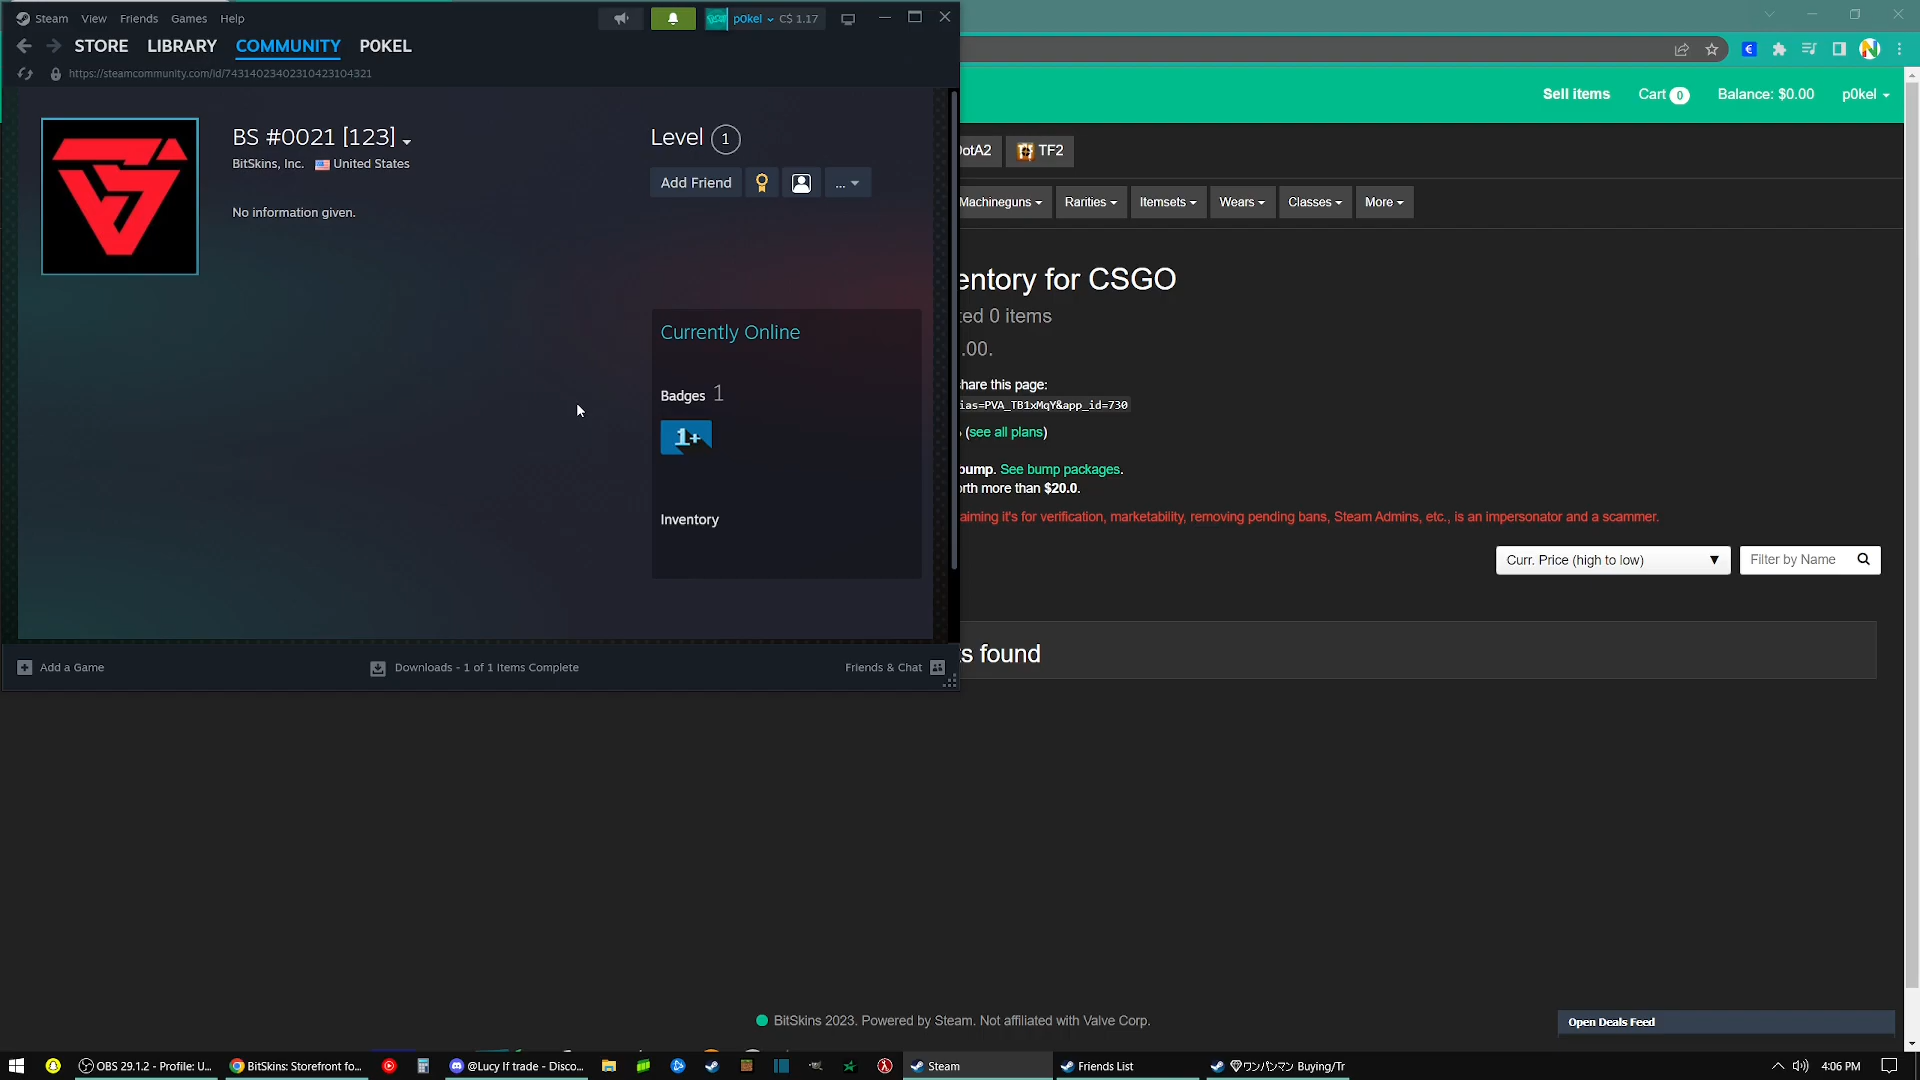 Steam View Friends Games Help
p0kel C$ 1.17
STORE LIBRARY COMMUNITY P0KEL
https://steamcommunity.com/id/74314023402310423104321
BS #0021 [123]
BitSkins, Inc. United States
No information given.
Level 1
Add Friend
...
Currently Online
Badges 1
1+
Inventory
Add a Game
Downloads - 1 of 1 Items Complete
Friends & Chat
Sell items Cart 0 Balance: $0.00 p0kel
DotA2 TF2
Machineguns Rarities Itemsets Wears Classes More
entory for CSGO
ted 0 items
.00.
hare this page:
ias=PVA_TB1xMqY&app_id=730
(see all plans)
bump. See bump packages.
orth more than $20.0.
aiming it's for verification, marketability, removing pending bans, Steam Admins, etc., is an impersonator and a scammer.
Curr. Price (high to low) Filter by Name
s found
BitSkins 2023. Powered by Steam. Not affiliated with Valve Corp.
Open Deals Feed
OBS 29.1.2 - Profile: U... BitSkins: Storefront fo... @Lucy If trade - Disco... Steam Friends List ワンパンマン Buying/Tr 4:06 PM